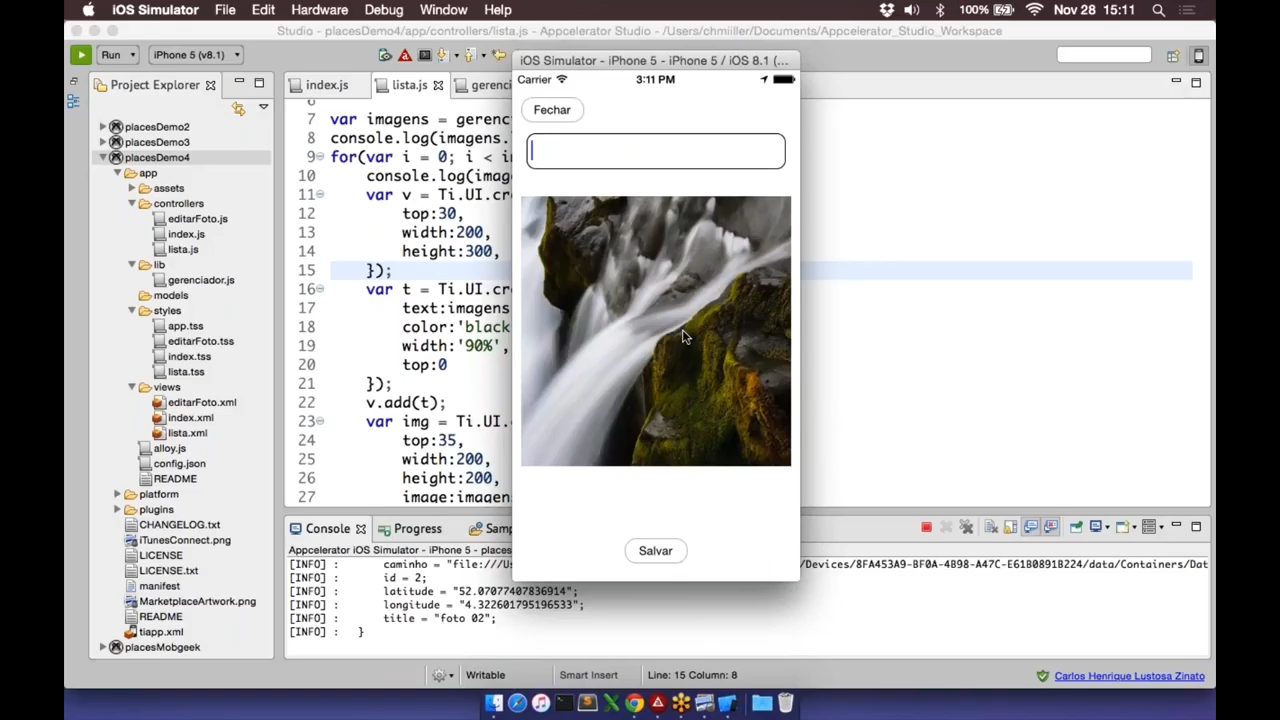 iOS Simulator File Edit Hardware Debug Window Help 100% Nov 28 15:11
Studio - placesDemo4/app/controllers/lista.js - Appcelerator Studio - /Users/chmiiller/Documents/Appcelerator_Studio_Workspace
Run iPhone 5 (v8.1)
iOS Simulator - iPhone 5 - iPhone 5 / iOS 8.1 (...
Carrier 3:11 PM
Fechar
Salvar
Project Explorer
placesDemo2
placesDemo3
placesDemo4
app
assets
controllers
editarFoto.js
index.js
lista.js
lib
gerenciador.js
models
styles
app.tss
editarFoto.tss
index.tss
lista.tss
views
editarFoto.xml
index.xml
lista.xml
alloy.js
config.json
README
platform
plugins
CHANGELOG.txt
iTunesConnect.png
LICENSE
LICENSE.txt
manifest
MarketplaceArtwork.png
README
tiapp.xml
placesMobgeek
index.js lista.js gerenc
6
7 var imagens = geren
8 console.log(imagens.
9 for(var i = 0; i < i
10 console.log(imag
11 var v = Ti.UI.cr
12 top:30,
13 width:200,
14 height:300,
15 });
16 var t = Ti.UI.cr
17 text:imagens
18 color:'black
19 width:'90%',
20 top:0
21 });
22 v.add(t);
23 var img = Ti.UI.
24 top:35,
25 width:200,
26 height:200,
27 image:imagen
Console Progress Sam
Appcelerator iOS Simulator - iPhone 5 - places
[INFO] : caminho = "file:///U Devices/8FA453A9-BF0A-4B98-A47C-E61B0891B224/data/Containers/Dat
[INFO] : id = 2;
[INFO] : latitude = "52.07077407836914";
[INFO] : longitude = "4.322601795196533";
[INFO] : title = "foto 02";
[INFO] : }
Writable Smart Insert Line: 15 Column: 8 Carlos Henrique Lustosa Zinato